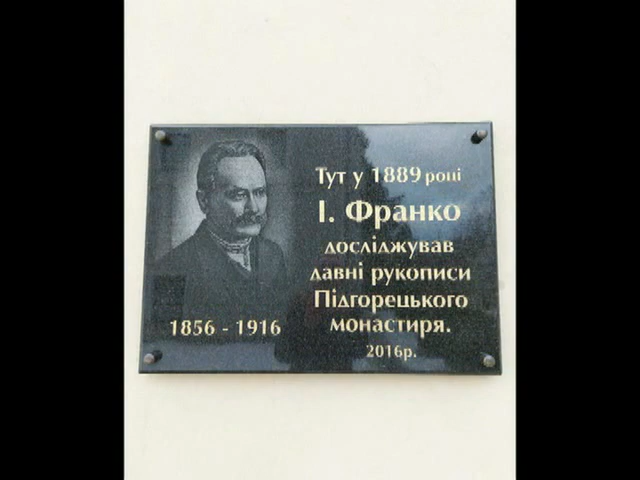 Тут у 1889 році
І. Франко
досліджував
давні рукописи
Підгорецького
монастиря.
2016р.
1856 - 1916